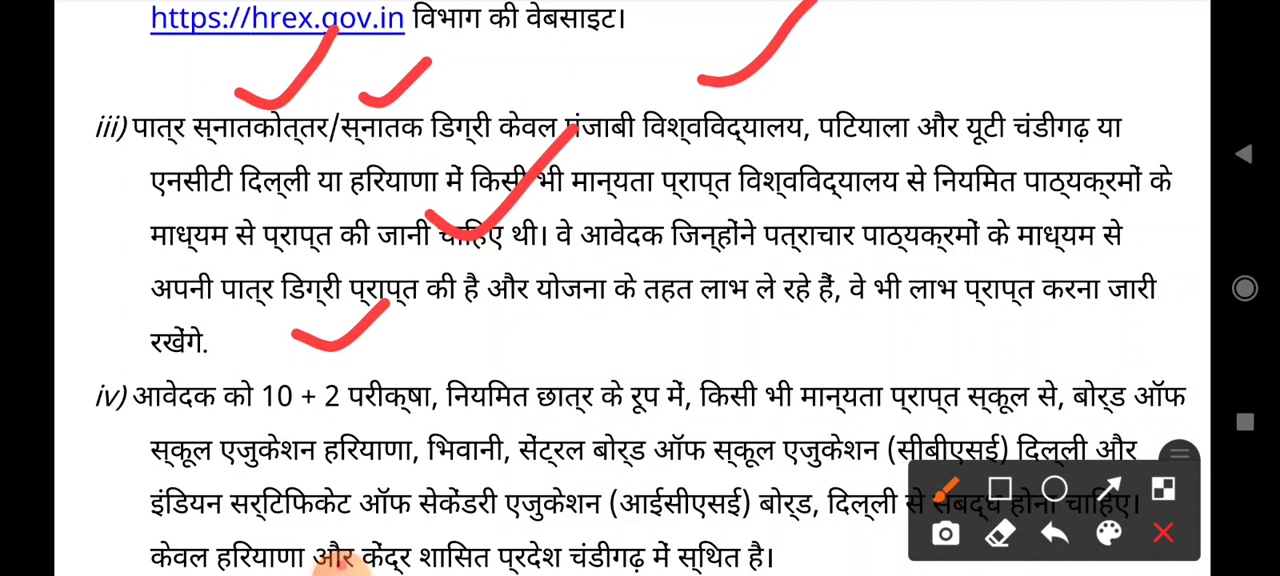 https://hrex.gov.in विभाग की वेबसाइट।
iii) पात्र स्नातकोत्तर/स्नातक डिग्री केवल पंजाबी विश्वविद्यालय, पटियाला और यूटी चंडीगढ़ या
एनसीटी दिल्ली या हरियाणा में किसी भी मान्यता प्राप्त विश्वविद्यालय से नियमित पाठ्यक्रमों के
माध्यम से प्राप्त की जानी चाहिए थी। वे आवेदक जिन्होंने पत्राचार पाठ्यक्रमों के माध्यम से
अपनी पात्र डिग्री प्राप्त की है और योजना के तहत लाभ ले रहे हैं, वे भी लाभ प्राप्त करना जारी
रखेंगे.
iv) आवेदक को 10 + 2 परीक्षा, नियमित छात्र के रूप में, किसी भी मान्यता प्राप्त स्कूल से, बोर्ड ऑफ
स्कूल एजुकेशन हरियाणा, भिवानी, सेंट्रल बोर्ड ऑफ स्कूल एजुकेशन (सीबीएसई) दिल्ली और
इंडियन सर्टिफिकेट ऑफ सेकेंडरी एजुकेशन (आईसीएसई) बोर्ड, दिल्ली से संबद्ध होना चाहिए।
केवल हरियाणा और केंद्र शासित प्रदेश चंडीगढ़ में स्थित है।